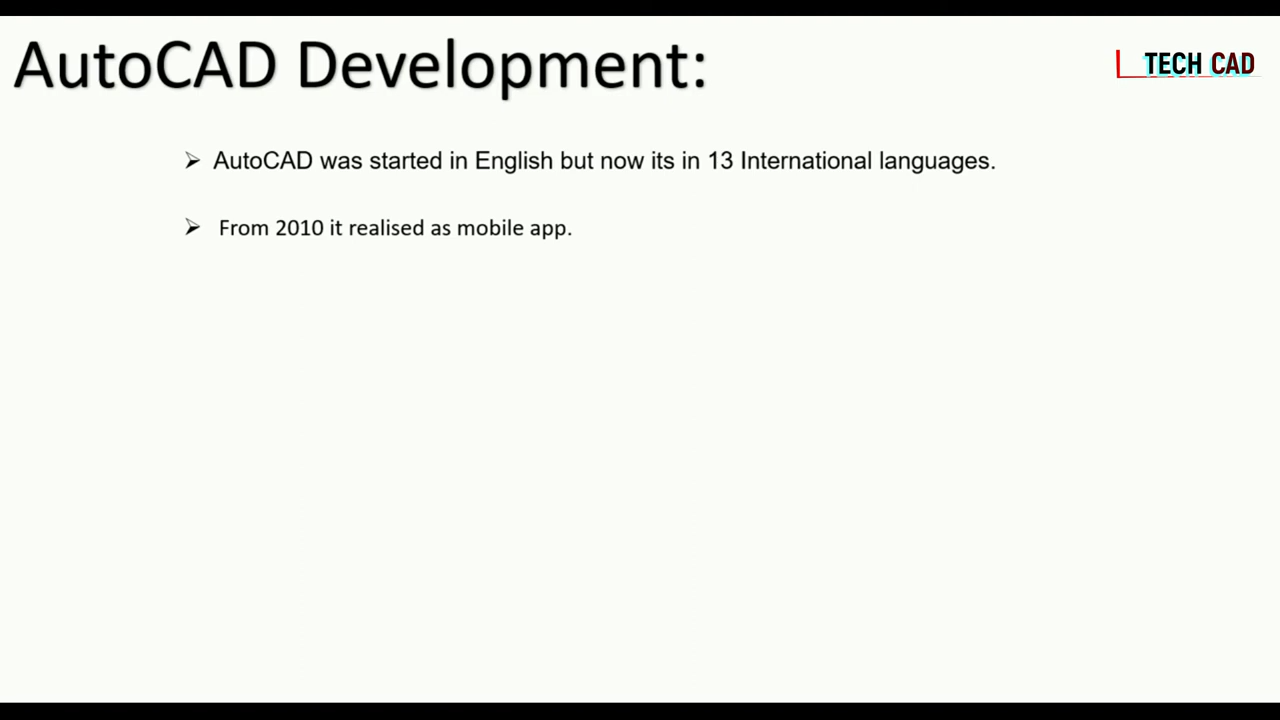 AutoCAD Development:
TECH CAD
➢ AutoCAD was started in English but now its in 13 International languages.
➢ From 2010 it realised as mobile app.